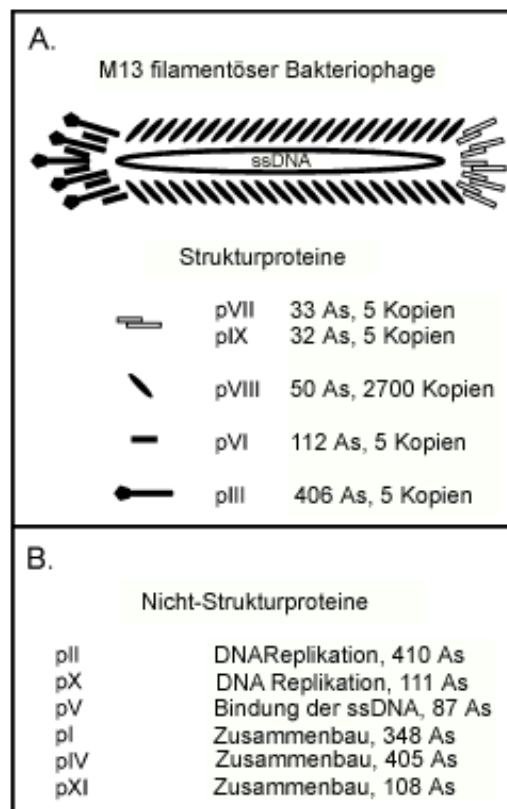 A.
M13 filamentöser Bakteriophage
ssDNA
Strukturproteine
pVII 33 As, 5 Kopien
pIX 32 As, 5 Kopien
pVIII 50 As, 2700 Kopien
pVI 112 As, 5 Kopien
pIII 406 As, 5 Kopien
B.
Nicht-Strukturproteine
pII DNAReplikation, 410 As
pX DNA Replikation, 111 As
pV Bindung der ssDNA, 87 As
pI Zusammenbau, 348 As
pIV Zusammenbau, 405 As
pXI Zusammenbau, 108 As